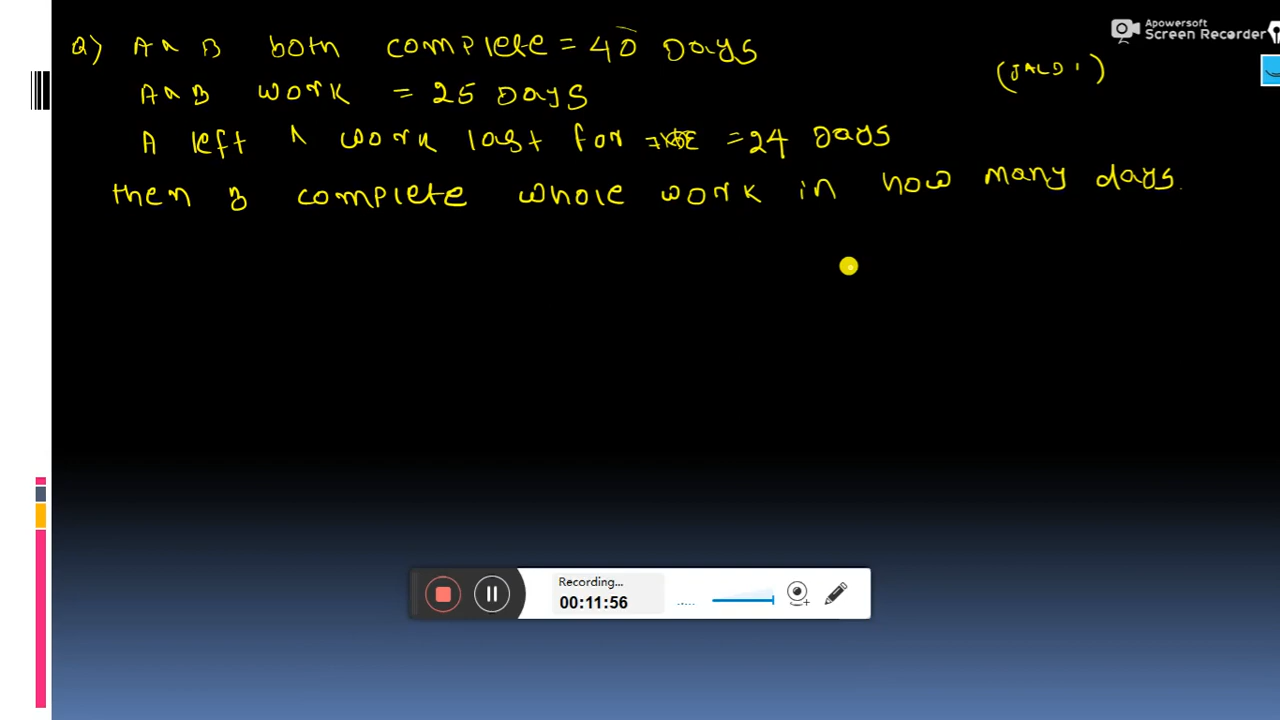 Q) A & B both complete = 40 Days
(JALDI)
A & B work = 25 Days
A left & work last for = 24 Days
then B complete whole work in how many days.
Apowersoft
Screen Recorder
Recording...
00:11:56